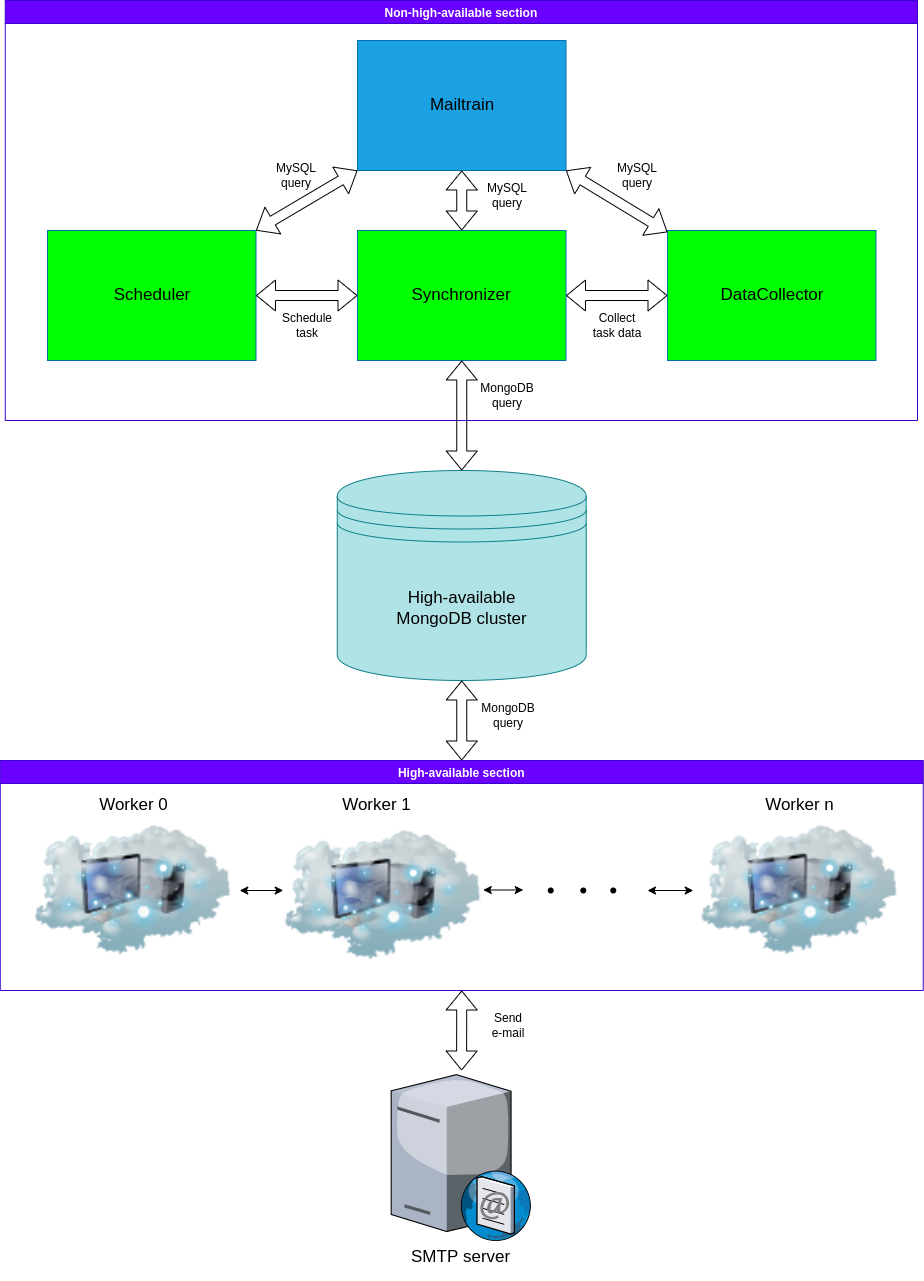 Non-high-available section
Mailtrain
MySQL
query
MySQL
query
MySQL
query
Scheduler
Synchronizer
DataCollector
Schedule
task
Collect
task data
MongoDB
query
High-available
MongoDB cluster
MongoDB
query
High-available section
Worker 0
Worker 1
Worker n
Send
e-mail
@
SMTP server